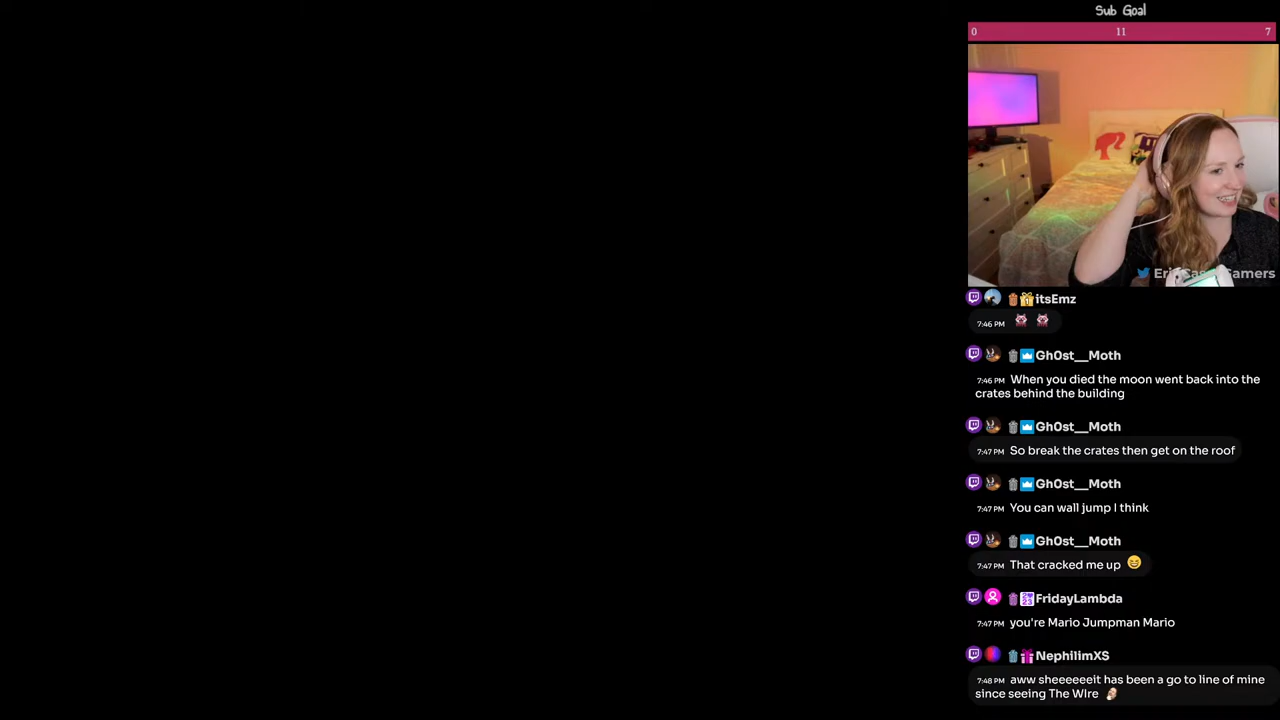 Sub Goal
0 11 7
itsEmz
7:46 PM
Gh0st__Moth
7:46 PM When you died the moon went back into the
crates behind the building
Gh0st__Moth
7:47 PM So break the crates then get on the roof
Gh0st__Moth
7:47 PM You can wall jump I think
Gh0st__Moth
7:47 PM That cracked me up
FridayLambda
7:47 PM you're Mario Jumpman Mario
NephilimXS
7:48 PM aww sheeeeeeit has been a go to line of mine
since seeing The WIre